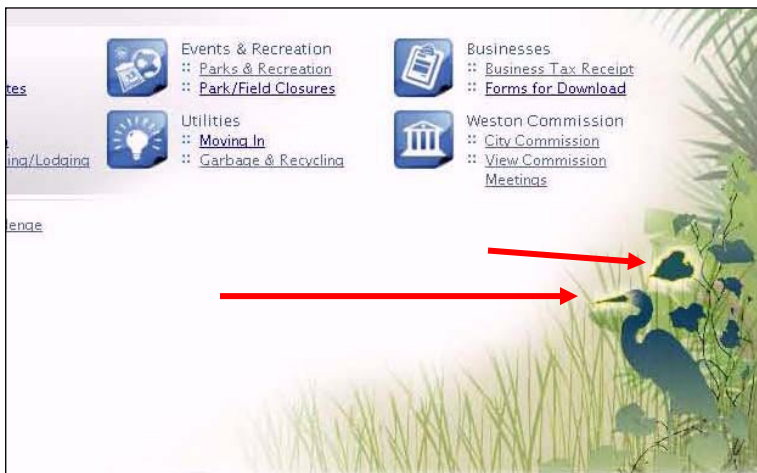 tes
ing/Lodging
lenge
Events & Recreation
:: Parks & Recreation
:: Park/Field Closures
Utilities
:: Moving In
:: Garbage & Recycling
Businesses
:: Business Tax Receipt
:: Forms for Download
Weston Commission
:: City Commission
:: View Commission
Meetings